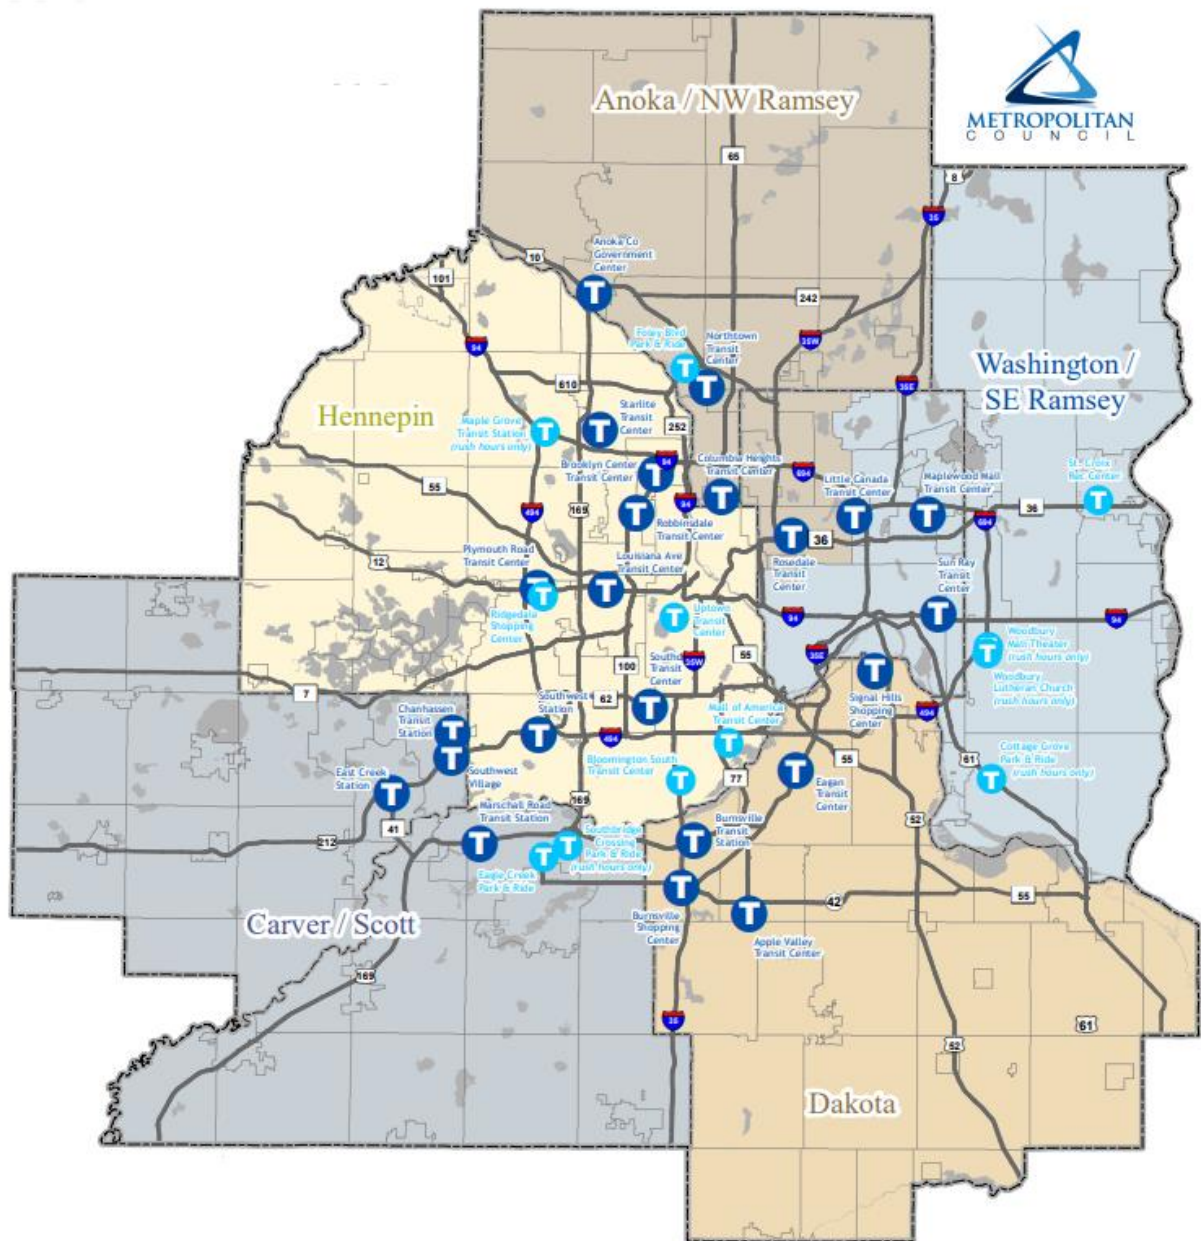 Anoka / NW Ramsey
METROPOLITAN
COUNCIL
65
8
35
Anoka Co
Government
Center
10
101
242
Foley Blvd
Park & Ride
Northtown
Transit
Center
35W
94
Washington /
SE Ramsey
610
35E
Hennepin
Maple Grove
Transit Station
(rush hours only)
Starlite
Transit
Center
252
Brooklyn Center
Transit Center
94
Columbia Heights
Transit Center
694
Little Canada
Transit Center
Maplewood Mall
Transit Center
St. Croix
Rec Center
55
494
169
94
36
694
Robbinsdale
Transit Center
36
Plymouth Road
Transit Center
Louisiana Ave
Transit Center
12
Rosedale
Transit
Center
Sun Ray
Transit
Center
Ridgedale
Shopping
Center
Uptown
Transit
Center
94
94
Woodbury
Mall Theater
(rush hours only)
Woodbury
Lutheran Church
(rush hours only)
35W
55
35E
100
Transit
Center
Signal Hills
Shopping
Center
7
Southwest
Station
62
Mall of America
Transit Center
494
Chanhassen
Transit
Station
494
Bloomington South
Transit Center
Cottage Grove
Park & Ride
(rush hours only)
61
East Creek
Station
Southwest
Village
77
55
Eagan
Transit
Center
Marschall Road
Transit Station
169
Burnsville
Transit
Station
52
41
212
Southbridge
Crossing
Park & Ride
(rush hours only)
Eagle Creek
Park & Ride
42
55
Carver / Scott
Burnsville
Shopping
Center
Apple Valley
Transit Center
169
35
61
52
Dakota